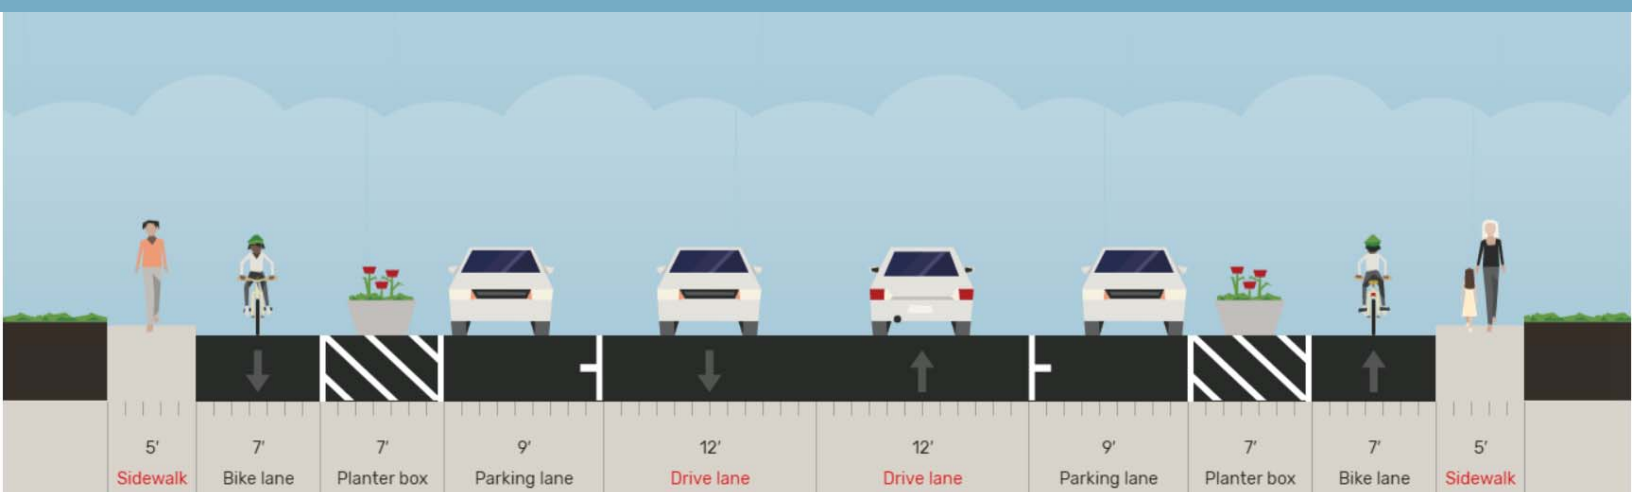 5' 7' 7' 9' 12' 12' 9' 7' 7' 5'
Sidewalk Bike lane Planter box Parking lane Drive lane Drive lane Parking lane Planter box Bike lane Sidewalk